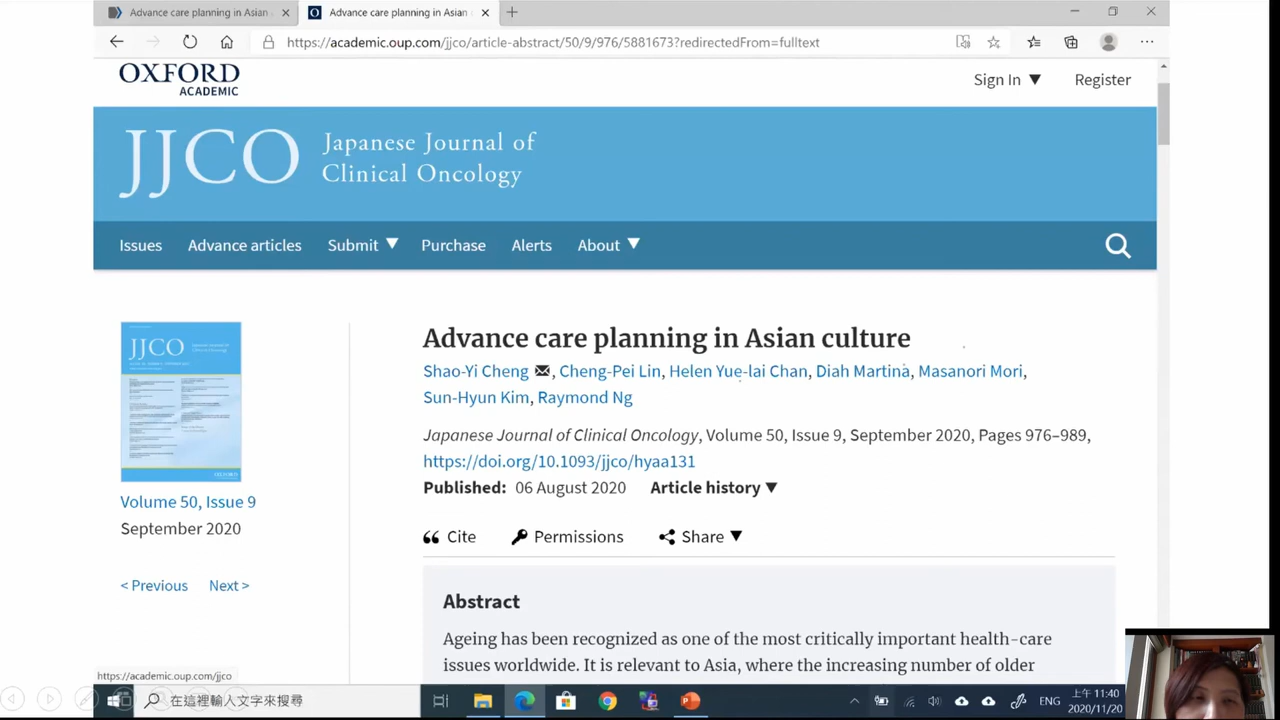 Advance care planning in Asian
Advance care planning in Asian
https://academic.oup.com/jjco/article-abstract/50/9/976/5881673?redirectedFrom=fulltext
OXFORD
ACADEMIC
Sign In ▼
Register
JJCO
Japanese Journal of
Clinical Oncology
Issues
Advance articles
Submit ▼
Purchase
Alerts
About ▼
JJCO
OXFORD
Volume 50, Issue 9
September 2020
< Previous
Next >
Advance care planning in Asian culture
Shao-Yi Cheng ✉, Cheng-Pei Lin, Helen Yue-lai Chan, Diah Martina, Masanori Mori,
Sun-Hyun Kim, Raymond Ng
Japanese Journal of Clinical Oncology, Volume 50, Issue 9, September 2020, Pages 976–989,
https://doi.org/10.1093/jjco/hyaa131
Published: 06 August 2020
Article history ▼
Cite
Permissions
Share ▼
Abstract
Ageing has been recognized as one of the most critically important health-care
issues worldwide. It is relevant to Asia, where the increasing number of older
https://academic.oup.com/jjco
在這裡輸入文字來搜尋
ENG
上午 11:40
2020/11/20